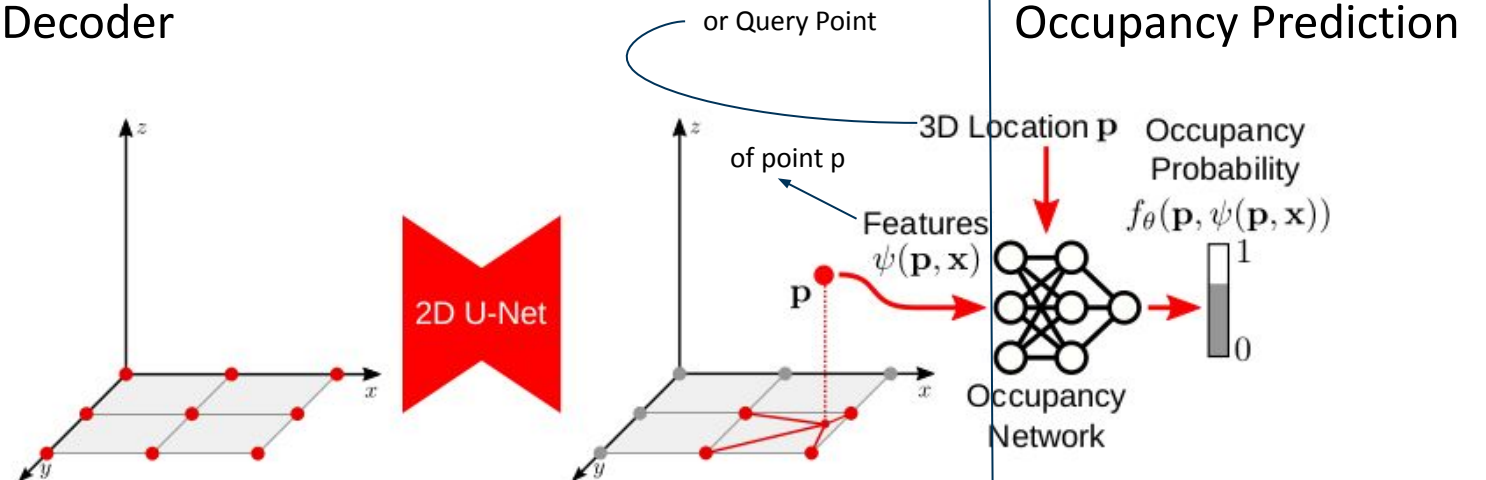 Decoder
or Query Point
Occupancy Prediction
z
x
y
2D U-Net
z
x
y
of point p
p
Features
ψ(p, x)
3D Location p
Occupancy
Network
Occupancy
Probability
fθ(p, ψ(p, x))
1
0